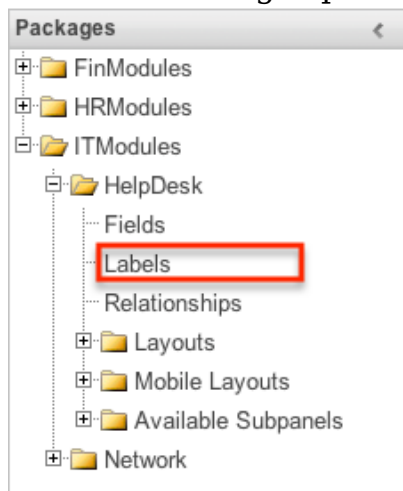 Packages
FinModules
HRModules
ITModules
HelpDesk
Fields
Labels
Relationships
Layouts
Mobile Layouts
Available Subpanels
Network